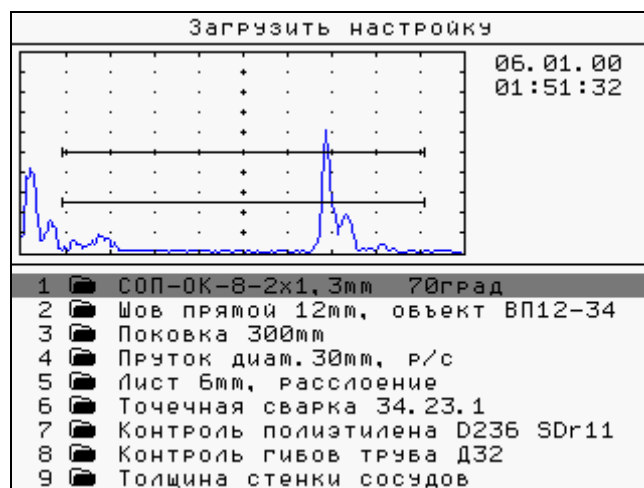 Загрузить настройку
06.01.00
01:51:32
1 СОП-ОК-8-2x1,3mm 70град
2 Шов прямой 12mm, объект ВП12-34
3 Поковка 300mm
4 Пруток диам.30mm, р/с
5 Лист 6mm, расслоение
6 Точечная сварка 34.23.1
7 Контроль полиэтилена D236 SDr11
8 Контроль гибов труба Д32
9 Толщина стенки сосудов